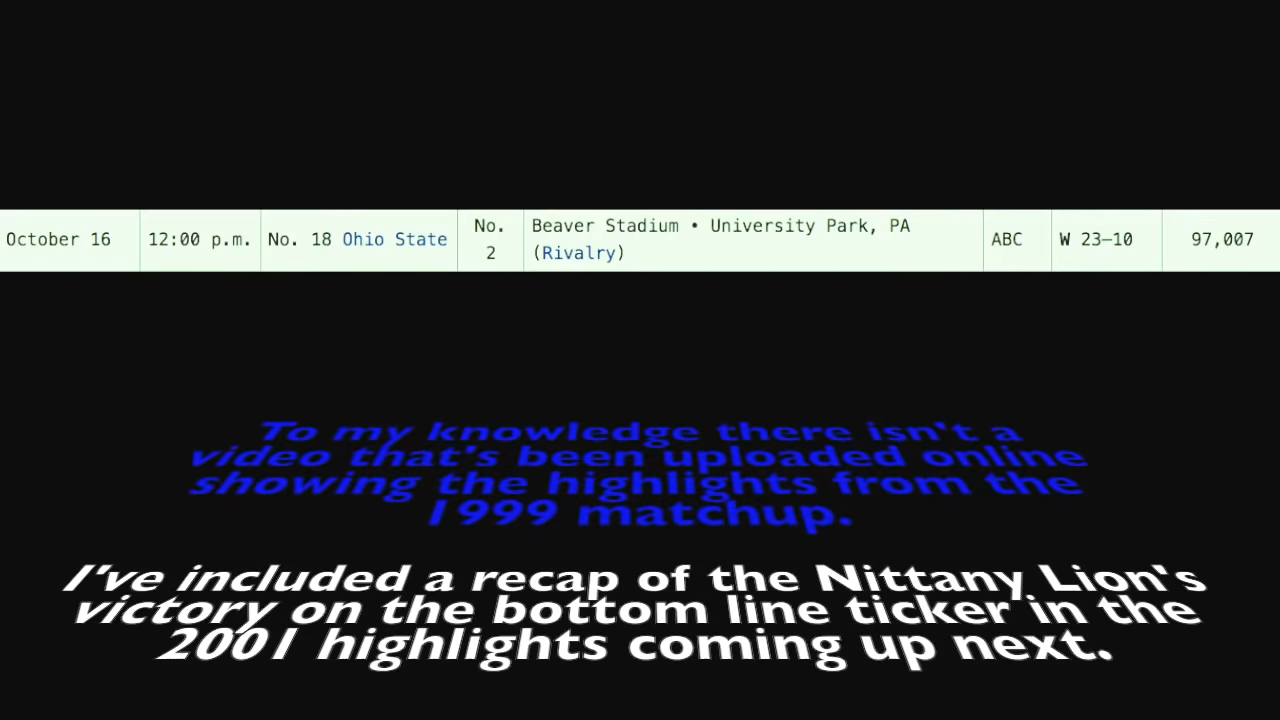 October 16 12:00 p.m. No. 18 Ohio State No. 2 Beaver Stadium • University Park, PA (Rivalry) ABC W 23–10 97,007
To my knowledge there isn't a
video that's been uploaded online
showing the highlights from the
1999 matchup.
I've included a recap of the Nittany Lion's
victory on the bottom line ticker in the
2001 highlights coming up next.